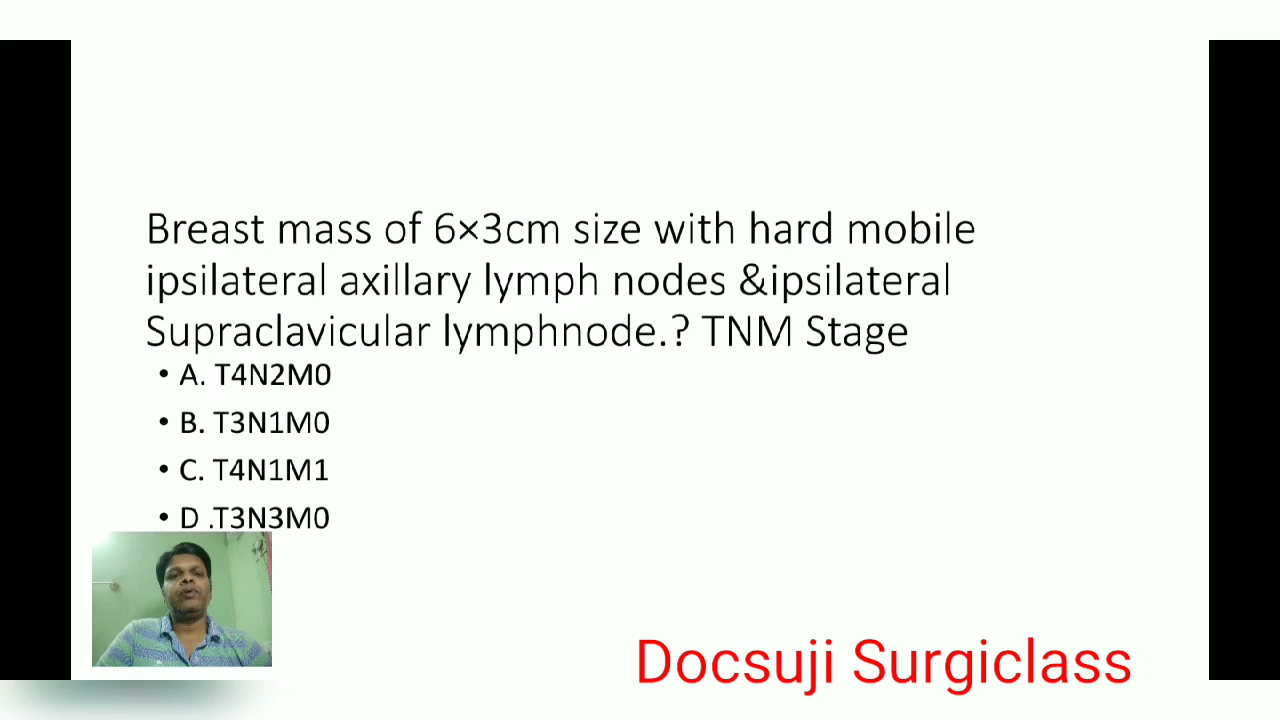 Breast mass of 6×3cm size with hard mobile
ipsilateral axillary lymph nodes &ipsilateral
Supraclavicular lymphnode.? TNM Stage
• A. T4N2M0
• B. T3N1M0
• C. T4N1M1
• D .T3N3M0
Docsuji Surgiclass